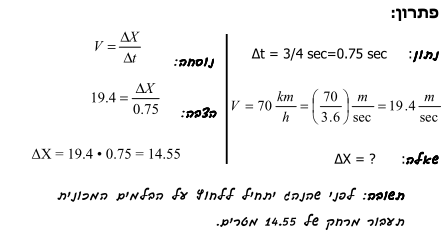 פתרון:
נתון: Δt = 3/4 sec=0.75 sec
V = 70 km/h = (70/3.6) m/sec = 19.4 m/sec
שאלה: ΔX = ?
נוסחה: V = ΔX/Δt
הצבה: 19.4 = ΔX/0.75
ΔX = 19.4 • 0.75 = 14.55
תשובה: לפני שהנהג יתחיל ללחוץ על הבלמים המכונית
תעבור מרחק של 14.55 מטרים.